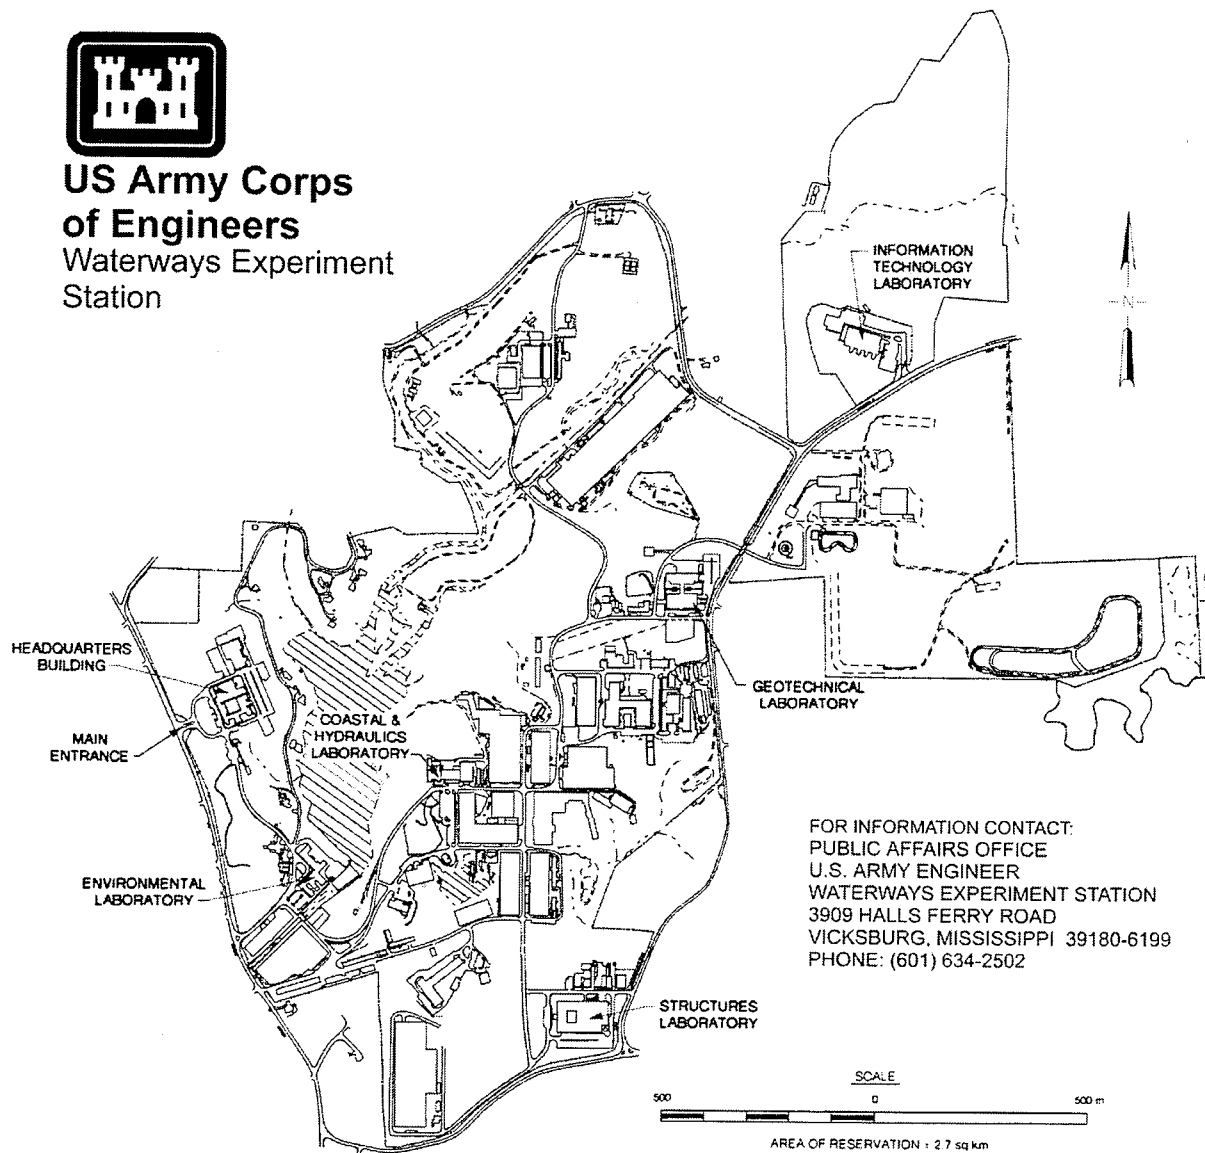 US Army Corps
of Engineers
Waterways Experiment
Station
INFORMATION
TECHNOLOGY
LABORATORY
N
HEADQUARTERS
BUILDING
MAIN
ENTRANCE
COASTAL &
HYDRAULICS
LABORATORY
GEOTECHNICAL
LABORATORY
ENVIRONMENTAL
LABORATORY
STRUCTURES
LABORATORY
FOR INFORMATION CONTACT:
PUBLIC AFFAIRS OFFICE
U.S. ARMY ENGINEER
WATERWAYS EXPERIMENT STATION
3909 HALLS FERRY ROAD
VICKSBURG, MISSISSIPPI 39180-6199
PHONE: (601) 634-2502
SCALE
500 0 500 m
AREA OF RESERVATION : 2.7 sq km